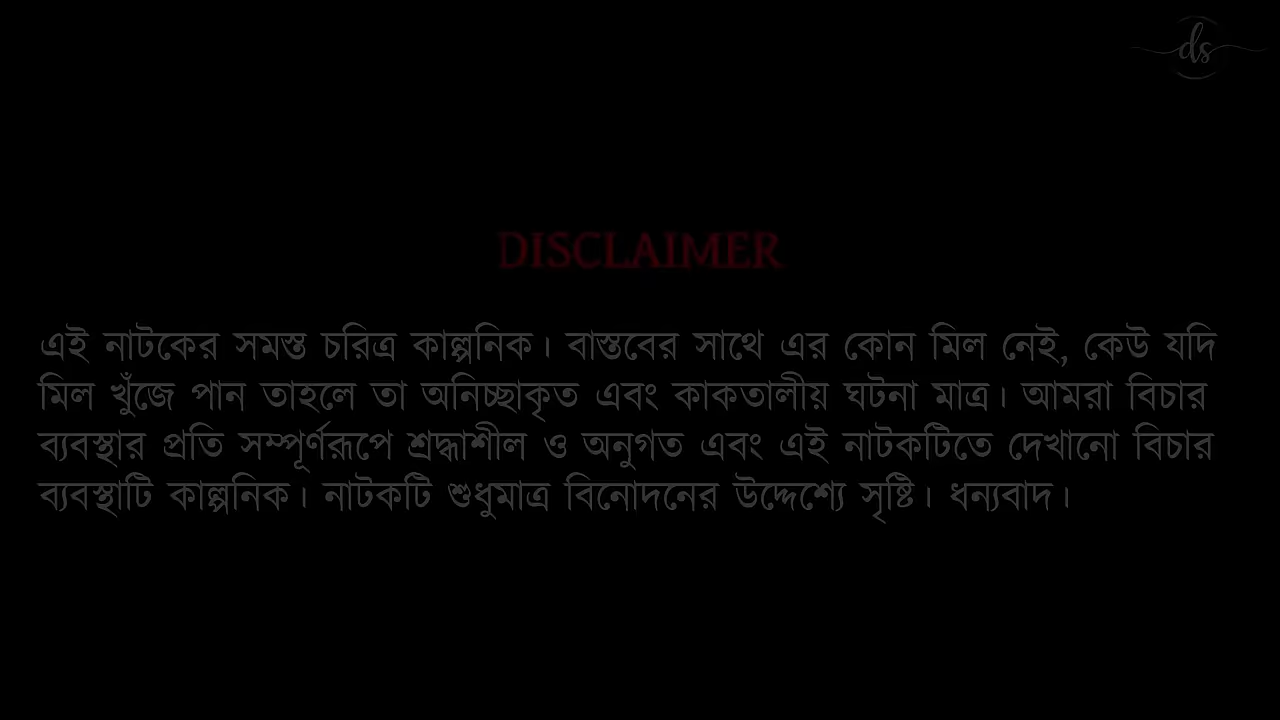 ds
DISCLAIMER
এই নাটকের সমস্ত চরিত্র কাল্পনিক। বাস্তবের সাথে এর কোন মিল নেই, কেউ যদি
মিল খুঁজে পান তাহলে তা অনিচ্ছাকৃত এবং কাকতালীয় ঘটনা মাত্র। আমরা বিচার
ব্যবস্থার প্রতি সম্পূর্ণরূপে শ্রদ্ধাশীল ও অনুগত এবং এই নাটকটিতে দেখানো বিচার
ব্যবস্থাটি কাল্পনিক। নাটকটি শুধুমাত্র বিনোদনের উদ্দেশ্যে সৃষ্টি। ধন্যবাদ।